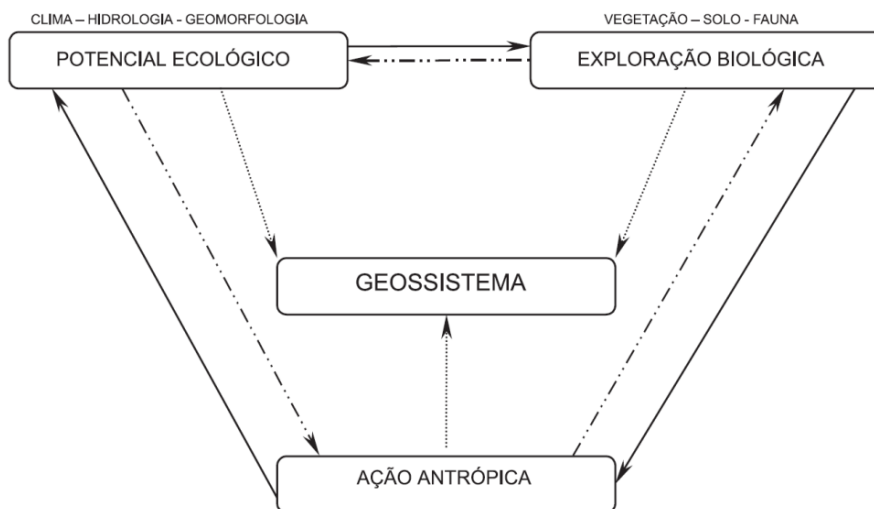 CLIMA – HIDROLOGIA - GEOMORFOLOGIA
VEGETAÇÃO – SOLO - FAUNA
POTENCIAL ECOLÓGICO
EXPLORAÇÃO BIOLÓGICA
GEOSSISTEMA
AÇÃO ANTRÓPICA